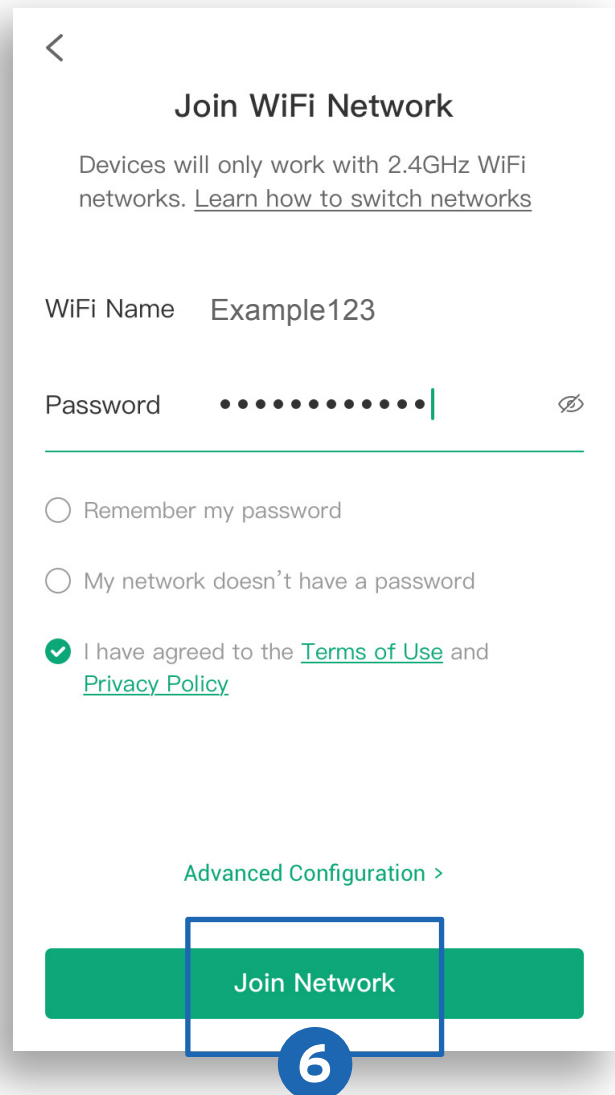 Join WiFi Network
Devices will only work with 2.4GHz WiFi
networks. Learn how to switch networks
WiFi Name Example123
Password ••••••••••••
Remember my password
My network doesn't have a password
I have agreed to the Terms of Use and
Privacy Policy
Advanced Configuration >
Join Network
6